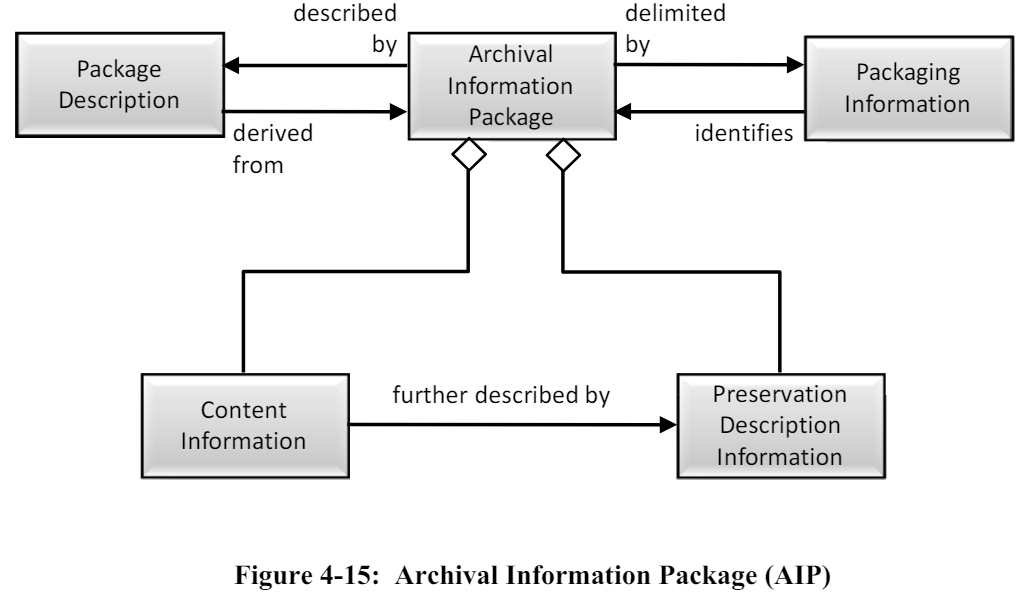 described
by
delimited
by
Package
Description
Archival
Information
Package
Packaging
Information
derived
from
identifies
Content
Information
further described by
Preservation
Description
Information
Figure 4-15:  Archival Information Package (AIP)